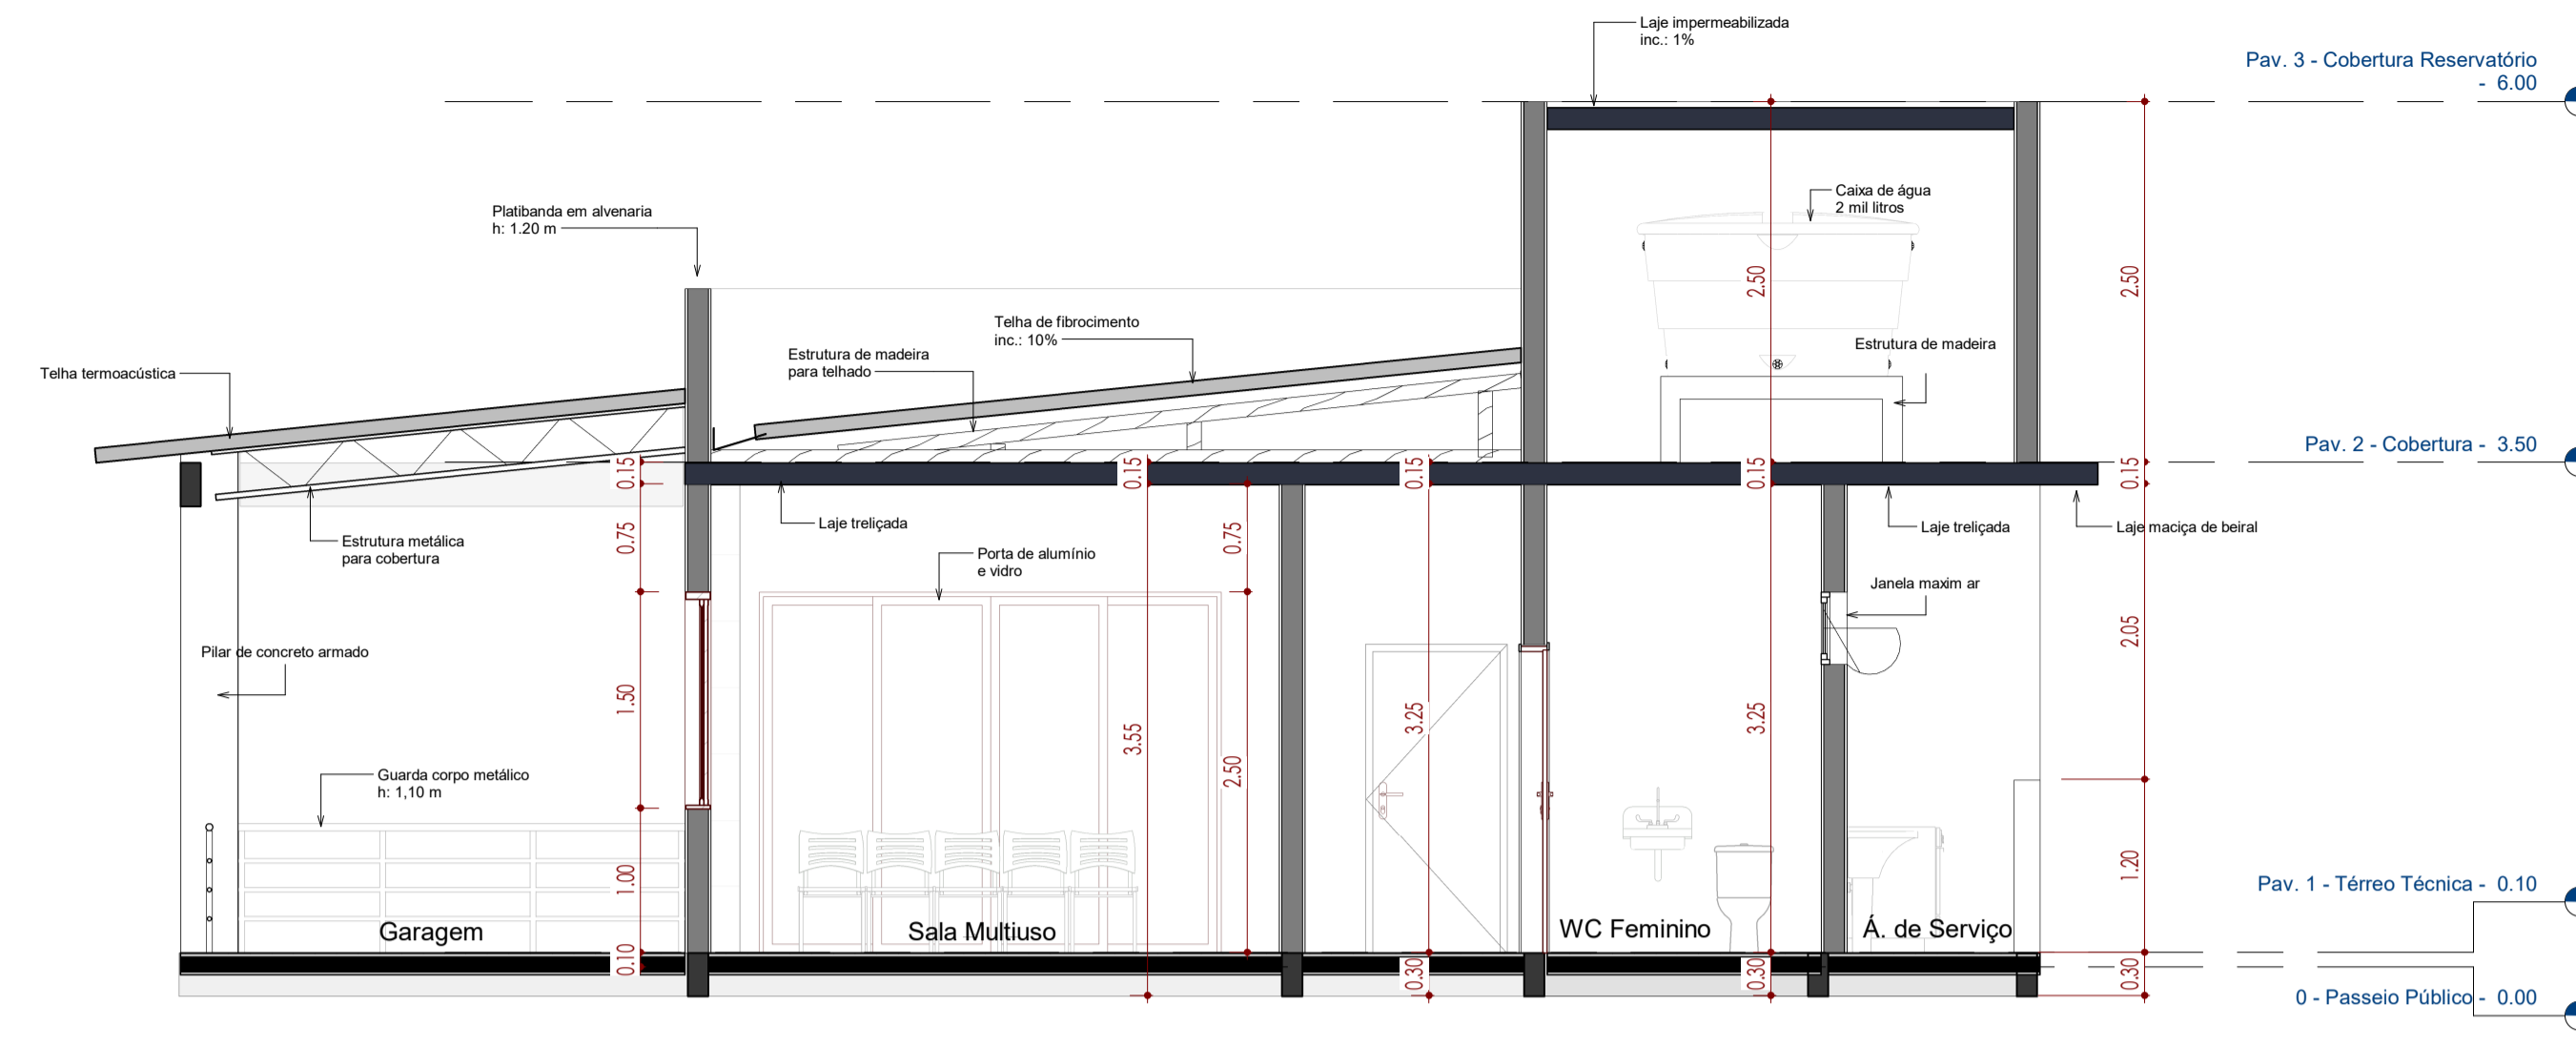 Laje impermeabilizada
inc.: 1%
Pav. 3 - Cobertura Reservatório
- 6.00
Caixa de água
2 mil litros
Platibanda em alvenaria
h: 1.20 m
2.50
2.50
Telha de fibrocimento
inc.: 10%
Estrutura de madeira
para telhado
Estrutura de madeira
Telha termoacústica
Pav. 2 - Cobertura - 3.50
0.15
0.15
0.15
0.15
0.15
Laje treliçada
Laje treliçada
Laje maciça de beiral
Estrutura metálica
para cobertura
0.75
0.75
Porta de alumínio
e vidro
Janela maxim ar
2.05
Pilar de concreto armado
1.50
3.55
3.25
3.25
2.50
Guarda corpo metálico
h: 1,10 m
1.00
1.20
Pav. 1 - Térreo Técnica - 0.10
Garagem
Sala Multiuso
WC Feminino
Á. de Serviço
0.10
0.30
0.30
0.30
0 - Passeio Público - 0.00